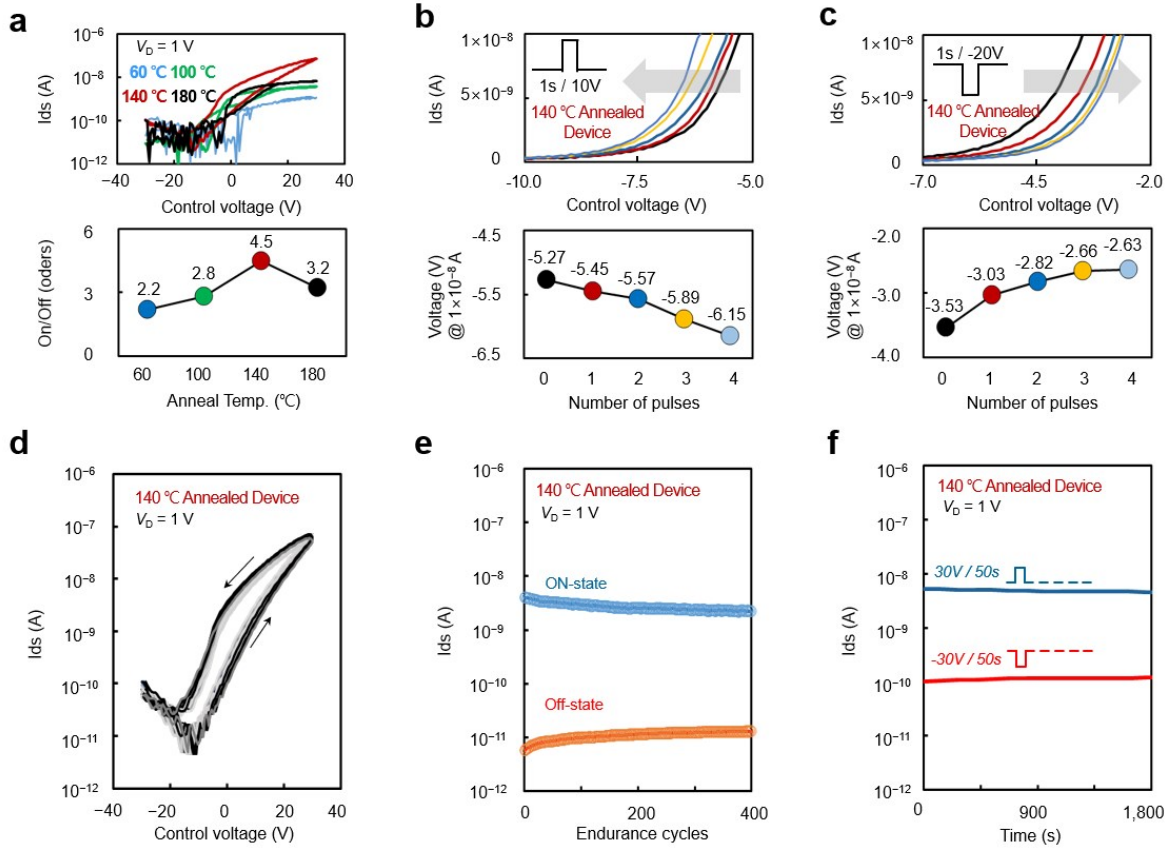 a
Ids (A)
10⁻⁶
10⁻⁸
10⁻¹⁰
10⁻¹²
V_D = 1 V
60 ℃ 100 ℃
140 ℃ 180 ℃
−40 −20 0 20 40
Control voltage (V)
On/Off (oders)
6
3
0
2.2
2.8
4.5
3.2
60 100 140 180
Anneal Temp. (℃)
b
Ids (A)
1×10⁻⁸
5×10⁻⁹
0
1s / 10V
140 ℃ Annealed
Device
-10.0 -7.5 -5.0
Control voltage (V)
Voltage (V)
@ 1×10⁻⁸ A
-4.5
-5.5
-6.5
-5.27
-5.45
-5.57
-5.89
-6.15
0 1 2 3 4
Number of pulses
c
Ids (A)
1×10⁻⁸
5×10⁻⁹
0
1s / -20V
140 ℃ Annealed
Device
-7.0 -4.5 -2.0
Control voltage (V)
Voltage (V)
@ 1×10⁻⁸ A
-2.0
-3.0
-4.0
-3.53
-3.03
-2.82
-2.66
-2.63
0 1 2 3 4
Number of pulses
d
Ids (A)
10⁻⁶
10⁻⁷
10⁻⁸
10⁻⁹
10⁻¹⁰
10⁻¹¹
10⁻¹²
140 ℃ Annealed Device
V_D = 1 V
−40 −20 0 20 40
Control voltage (V)
e
Ids (A)
10⁻⁶
10⁻⁷
10⁻⁸
10⁻⁹
10⁻¹⁰
10⁻¹¹
10⁻¹²
140 ℃ Annealed Device
V_D = 1 V
ON-state
Off-state
0 200 400
Endurance cycles
f
Ids (A)
10⁻⁶
10⁻⁷
10⁻⁸
10⁻⁹
10⁻¹⁰
10⁻¹¹
10⁻¹²
140 ℃ Annealed Device
V_D = 1 V
30V / 50s
-30V / 50s
0 900 1,800
Time (s)